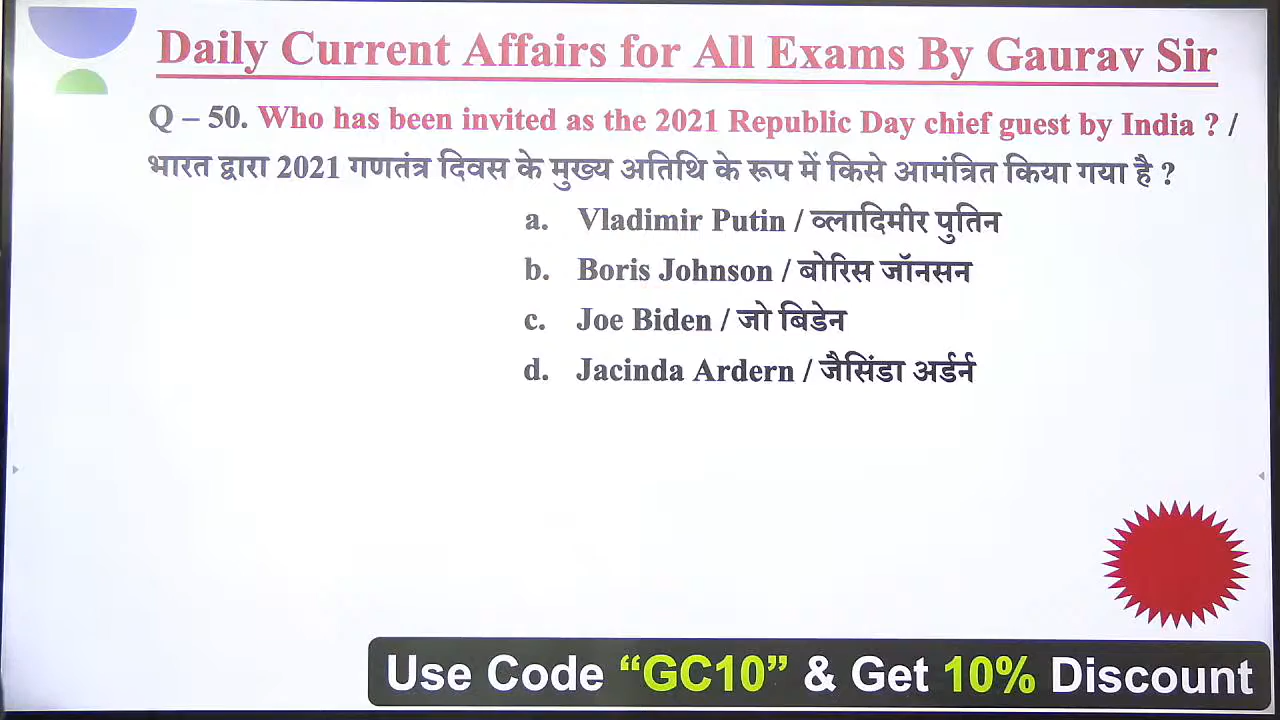 Daily Current Affairs for All Exams By Gaurav Sir
Q – 50. Who has been invited as the 2021 Republic Day chief guest by India ? /
भारत द्वारा 2021 गणतंत्र दिवस के मुख्य अतिथि के रूप में किसे आमंत्रित किया गया है ?
a. Vladimir Putin / व्लादिमीर पुतिन
b. Boris Johnson / बोरिस जॉनसन
c. Joe Biden / जो बिडेन
d. Jacinda Ardern / जैसिंडा अर्डर्न
Use Code “GC10” & Get 10% Discount